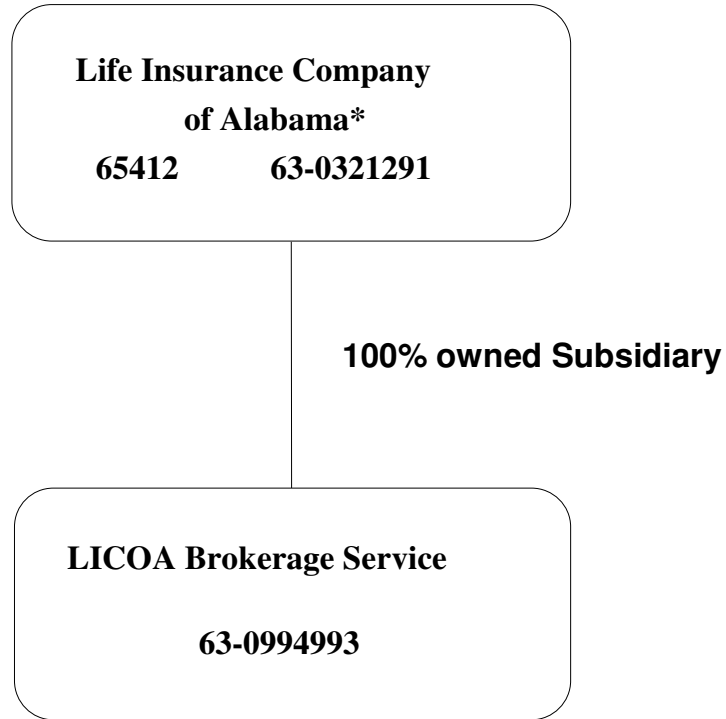 Life Insurance Company
of Alabama*
65412 63-0321291
100% owned Subsidiary
LICOA Brokerage Service
63-0994993